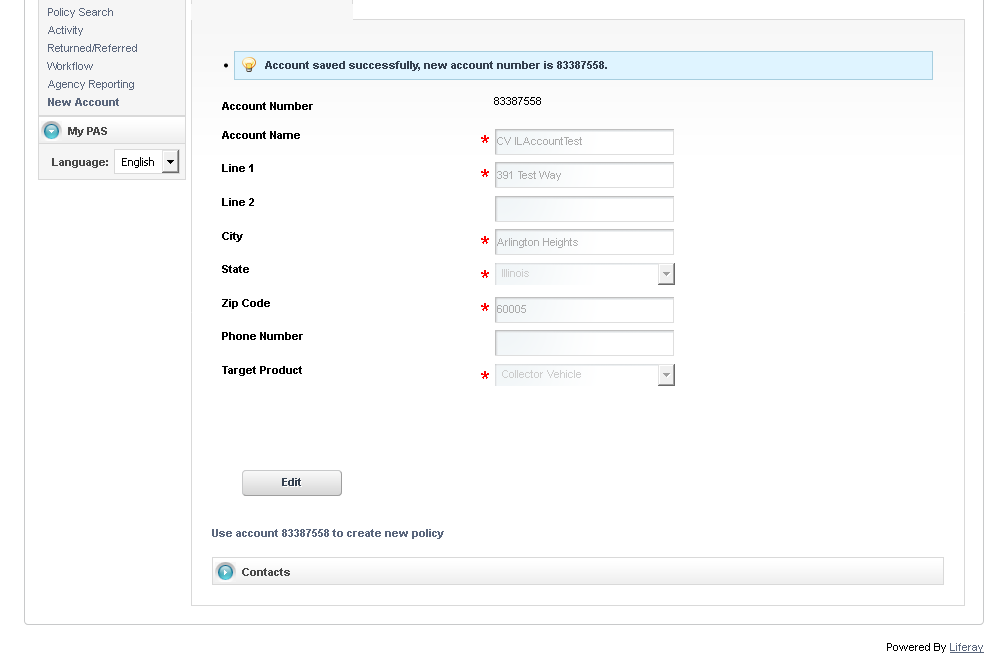 Policy Search
Activity
Returned/Referred
Workflow
Agency Reporting
New Account
My PAS
Language: English
Account saved successfully, new account number is 83387558.
Account Number 83387558
Account Name * CV ILAccountTest
Line 1 * 391 Test Way
Line 2
City * Arlington Heights
State * Illinois
Zip Code * 60005
Phone Number
Target Product * Collector Vehicle
Edit
Use account 83387558 to create new policy
Contacts
Powered By Liferay